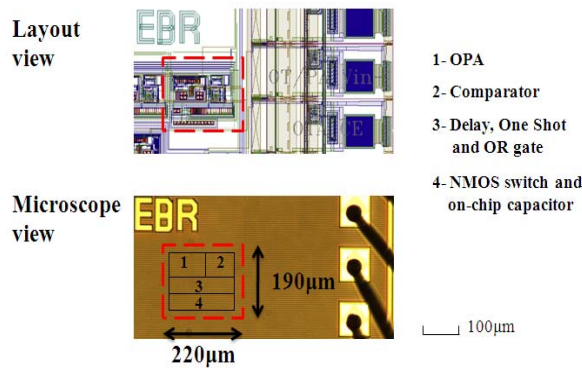 Layout
view
EBR
1- OPA
2- Comparator
3- Delay, One Shot
and OR gate
4- NMOS switch and
on-chip capacitor
Microscope
view
EBR
1 2
3
4
190μm
220μm
100μm